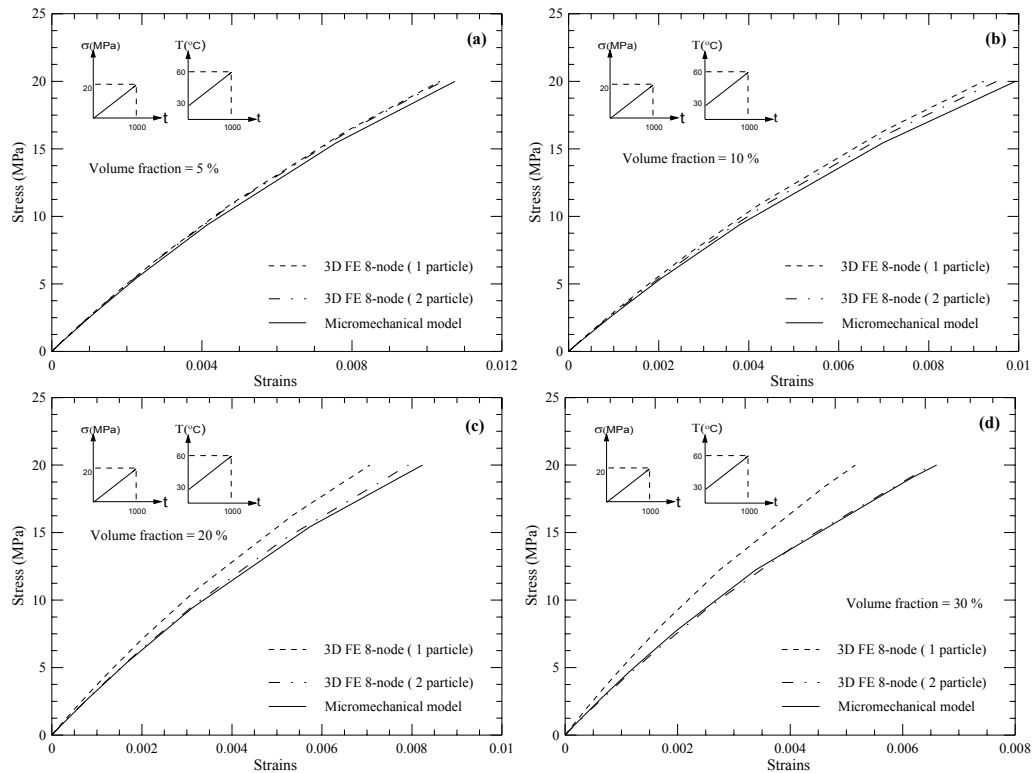 25
20
15
10
5
0
Stress (MPa)
(a)
σ(MPa)
20
1000
t
T(°C)
60
30
1000
t
Volume fraction = 5 %
3D FE 8-node ( 1 particle)
3D FE 8-node ( 2 particle)
Micromechanical model
0
0.004
0.008
0.012
Strains
25
20
15
10
5
0
Stress (MPa)
(b)
σ(MPa)
20
1000
t
T(°C)
60
30
1000
t
Volume fraction = 10 %
3D FE 8-node ( 1 particle)
3D FE 8-node ( 2 particle)
Micromechanical model
0
0.002
0.004
0.006
0.008
0.01
Strains
25
20
15
10
5
0
Stress (MPa)
(c)
σ(MPa)
20
1000
t
T(°C)
60
30
1000
t
Volume fraction = 20 %
3D FE 8-node ( 1 particle)
3D FE 8-node ( 2 particle)
Micromechanical model
0
0.002
0.004
0.006
0.008
0.01
Strains
25
20
15
10
5
0
Stress (MPa)
(d)
σ(MPa)
20
1000
t
T(°C)
60
30
1000
t
Volume fraction = 30 %
3D FE 8-node ( 1 particle)
3D FE 8-node ( 2 particle)
Micromechanical model
0
0.002
0.004
0.006
0.008
Strains